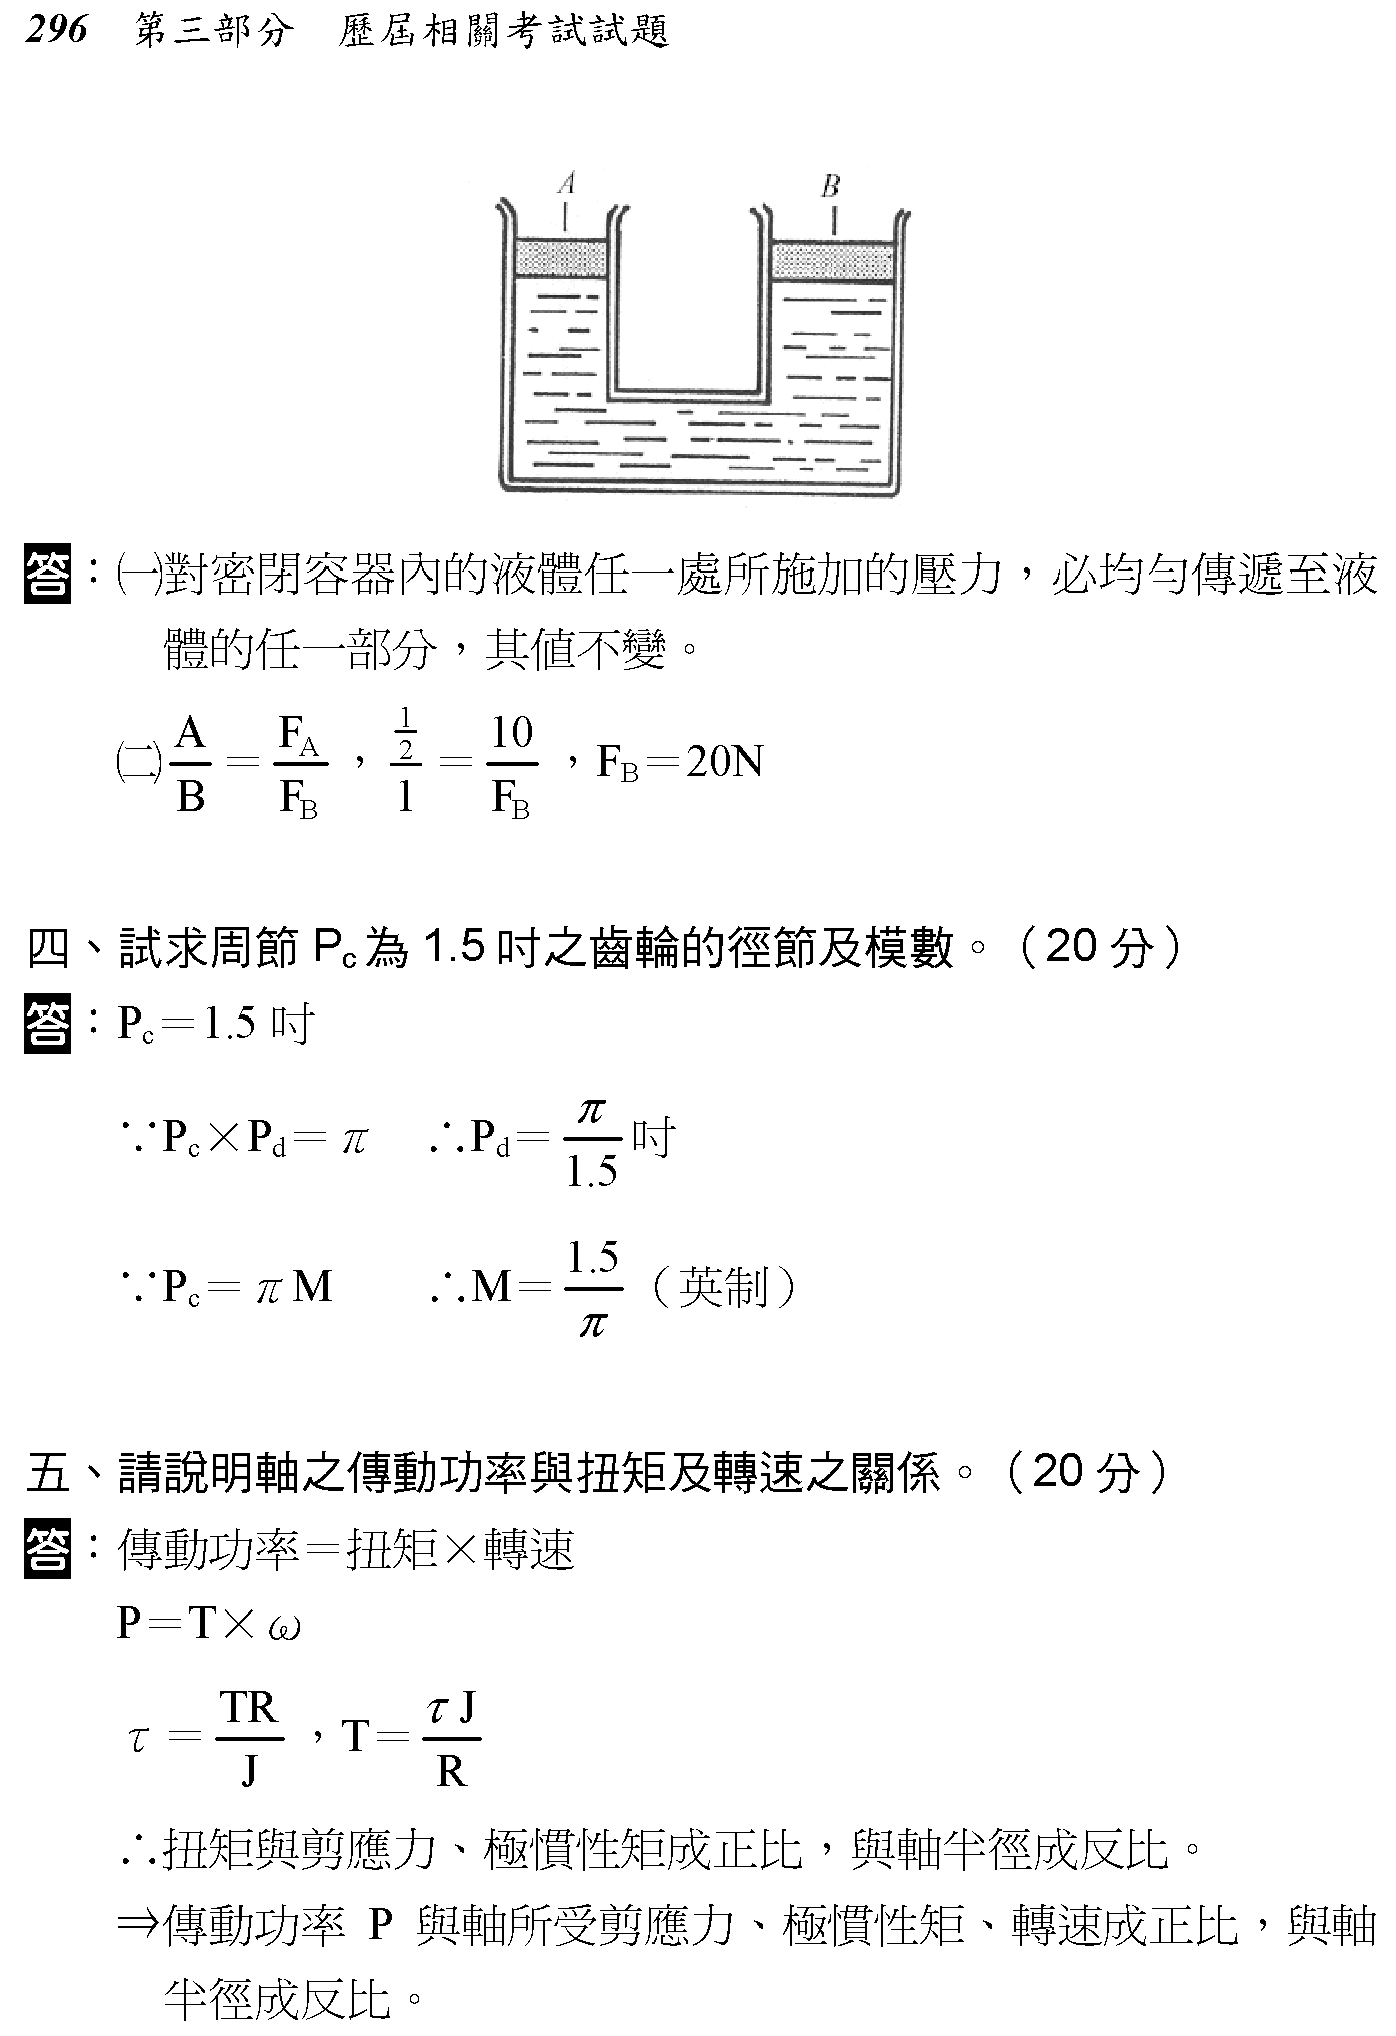 296 第三部分 歷屆相關考試試題
A B
答：㈠對密閉容器內的液體任一處所施加的壓力，必均勻傳遞至液
體的任一部分，其值不變。
㈡A/B＝F_A/F_B，(1/2)/1＝10/F_B，F_B＝20N
四、試求周節 P_c為 1.5 吋之齒輪的徑節及模數。（20 分）
答：P_c＝1.5 吋
∵P_c×P_d＝π ∴P_d＝π/1.5吋
∵P_c＝πM ∴M＝1.5/π（英制）
五、請說明軸之傳動功率與扭矩及轉速之關係。（20 分）
答：傳動功率＝扭矩×轉速
P＝T×ω
τ＝TR/J，T＝τJ/R
∴扭矩與剪應力、極慣性矩成正比，與軸半徑成反比。
⇒傳動功率 P 與軸所受剪應力、極慣性矩、轉速成正比，與軸
半徑成反比。